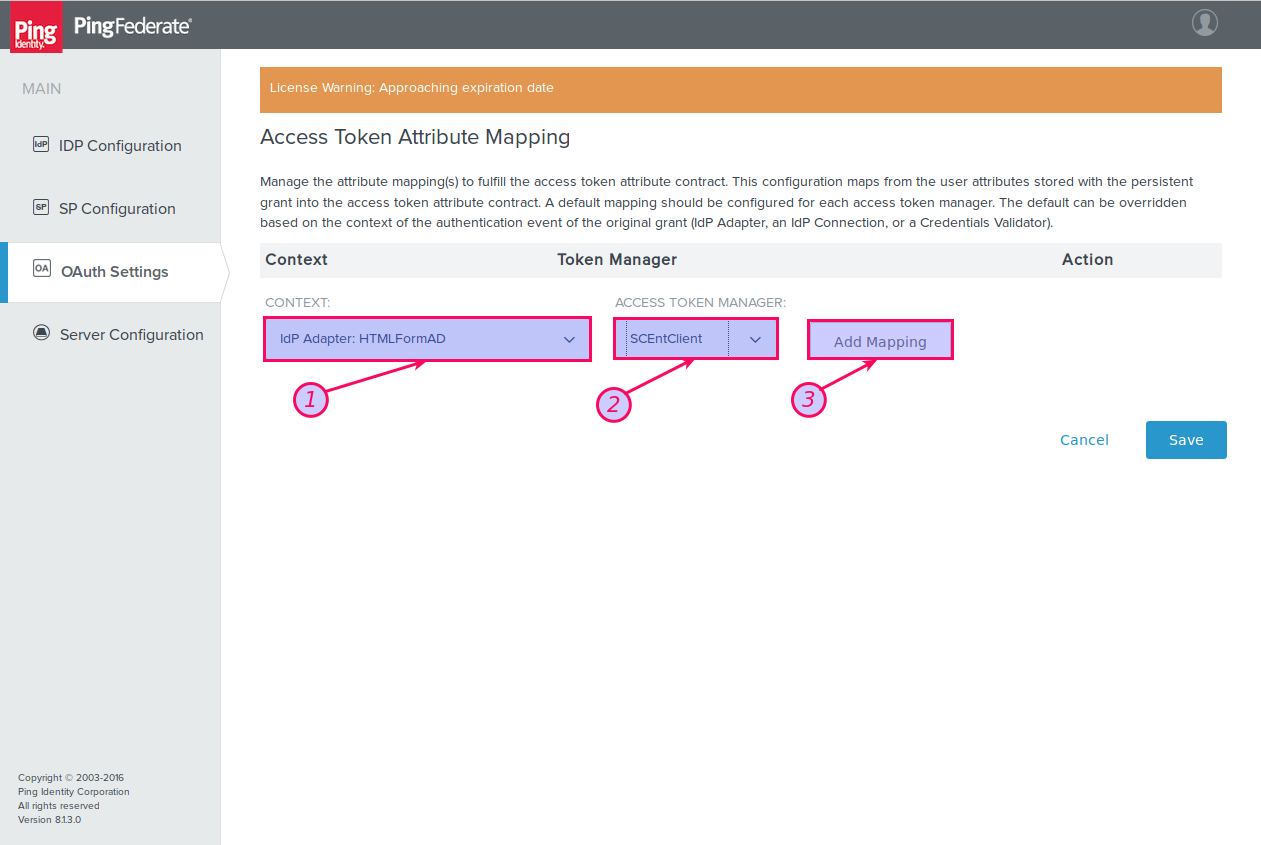 Ping
Identity.
PingFederate®
MAIN
IdP IDP Configuration
SP SP Configuration
OA OAuth Settings
Server Configuration
License Warning: Approaching expiration date
Access Token Attribute Mapping
Manage the attribute mapping(s) to fulfill the access token attribute contract. This configuration maps from the user attributes stored with the persistent
grant into the access token attribute contract. A default mapping should be configured for each access token manager. The default can be overridden
based on the context of the authentication event of the original grant (IdP Adapter, an IdP Connection, or a Credentials Validator).
Context Token Manager Action
CONTEXT: ACCESS TOKEN MANAGER:
IdP Adapter: HTMLFormAD SCEntClient Add Mapping
1 2 3
Cancel Save
Copyright © 2003-2016
Ping Identity Corporation
All rights reserved
Version 8.1.3.0